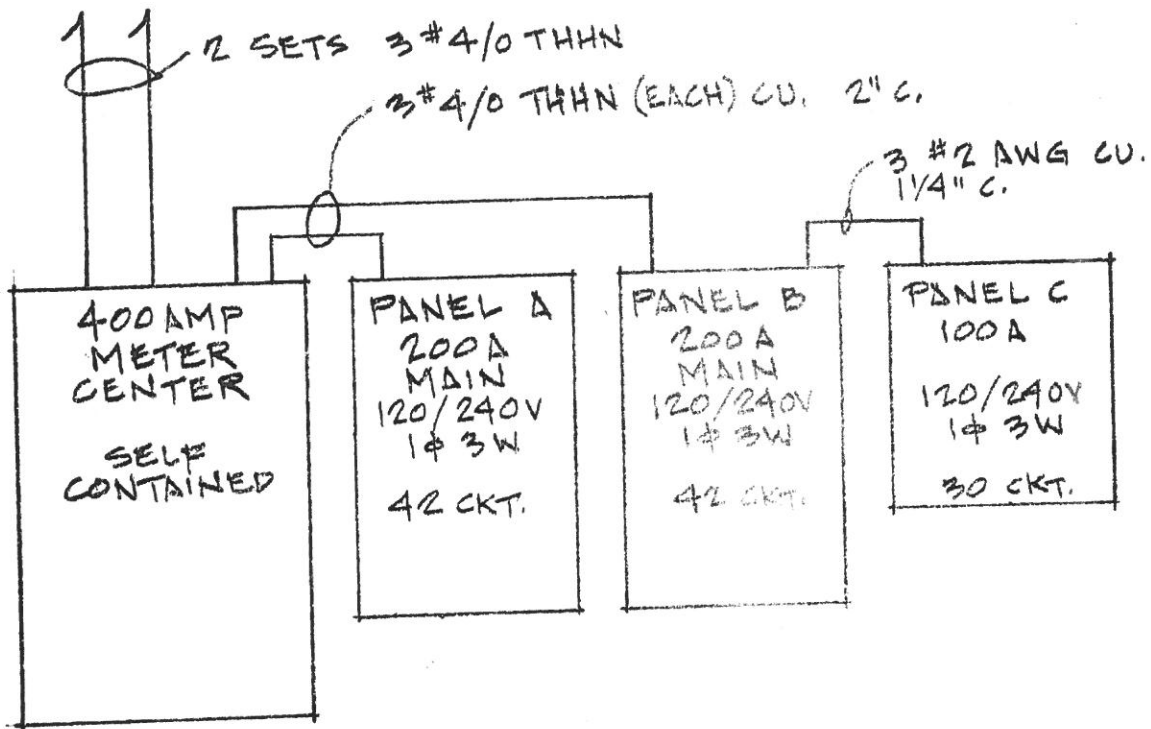 2 SETS 3 #4/0 THHN
3 #4/0 THHN (EACH) CU. 2" C.
3 #2 AWG CU.
1 1/4" C.
400 AMP
METER
CENTER
SELF
CONTAINED
PANEL A
200 A
MAIN
120/240V
1ϕ 3W
42 CKT.
PANEL B
200 A
MAIN
120/240V
1ϕ 3W
42 CKT.
PANEL C
100 A
120/240V
1ϕ 3W
30 CKT.